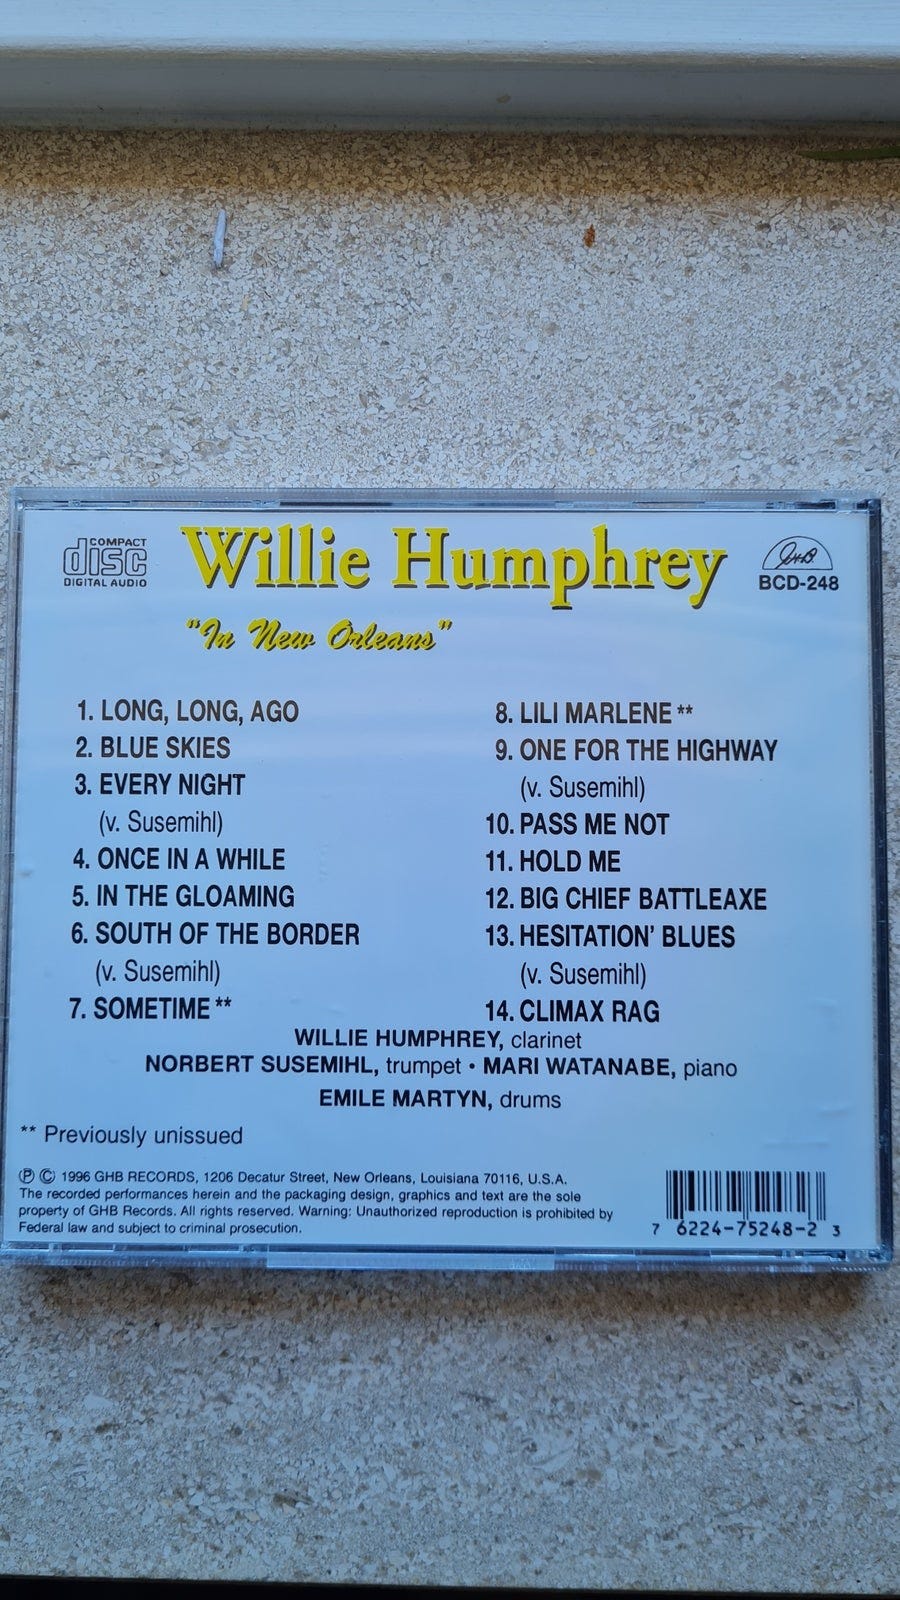 COMPACT
disc
DIGITAL AUDIO
Willie Humphrey
"In New Orleans"
GHB
BCD-248
1. LONG, LONG, AGO
2. BLUE SKIES
3. EVERY NIGHT
(v. Susemihl)
4. ONCE IN A WHILE
5. IN THE GLOAMING
6. SOUTH OF THE BORDER
(v. Susemihl)
7. SOMETIME **
8. LILI MARLENE **
9. ONE FOR THE HIGHWAY
(v. Susemihl)
10. PASS ME NOT
11. HOLD ME
12. BIG CHIEF BATTLEAXE
13. HESITATION' BLUES
(v. Susemihl)
14. CLIMAX RAG
WILLIE HUMPHREY, clarinet
NORBERT SUSEMIHL, trumpet • MARI WATANABE, piano
EMILE MARTYN, drums
** Previously unissued
Ⓟ © 1996 GHB RECORDS, 1206 Decatur Street, New Orleans, Louisiana 70116, U.S.A.
The recorded performances herein and the packaging design, graphics and text are the sole
property of GHB Records. All rights reserved. Warning: Unauthorized reproduction is prohibited by
Federal law and subject to criminal prosecution.
7 6224-75248-2 3